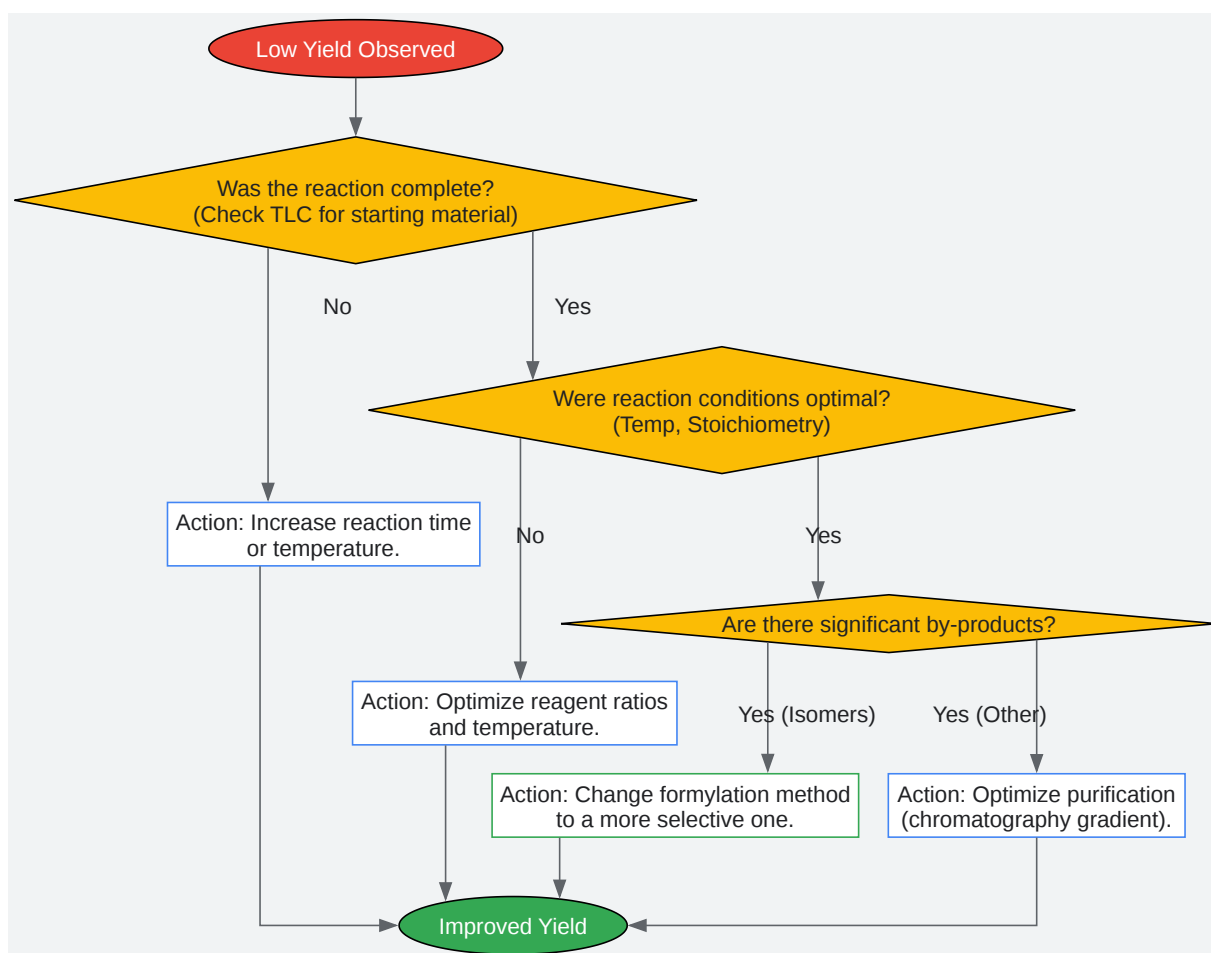 Low Yield Observed
Was the reaction complete?
(Check TLC for starting material)
No
Yes
Were reaction conditions optimal?
(Temp, Stoichiometry)
Action: Increase reaction time
or temperature.
No
Yes
Are there significant by-products?
Action: Optimize reagent ratios
and temperature.
Yes (Isomers)
Yes (Other)
Action: Change formylation method
to a more selective one.
Action: Optimize purification
(chromatography gradient).
Improved Yield